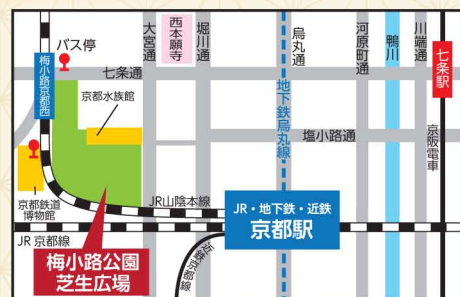 バス停
大宮通
西本願寺
堀川通
烏丸通
河原町通
鴨川
川端通
七条駅
梅小路京都西
七条通
京都水族館
地下鉄烏丸線
塩小路通
京阪電車
京都鉄道
博物館
JR山陰本線
JR・地下鉄・近鉄
京都駅
JR 京都線
近鉄京都線
梅小路公園
芝生広場